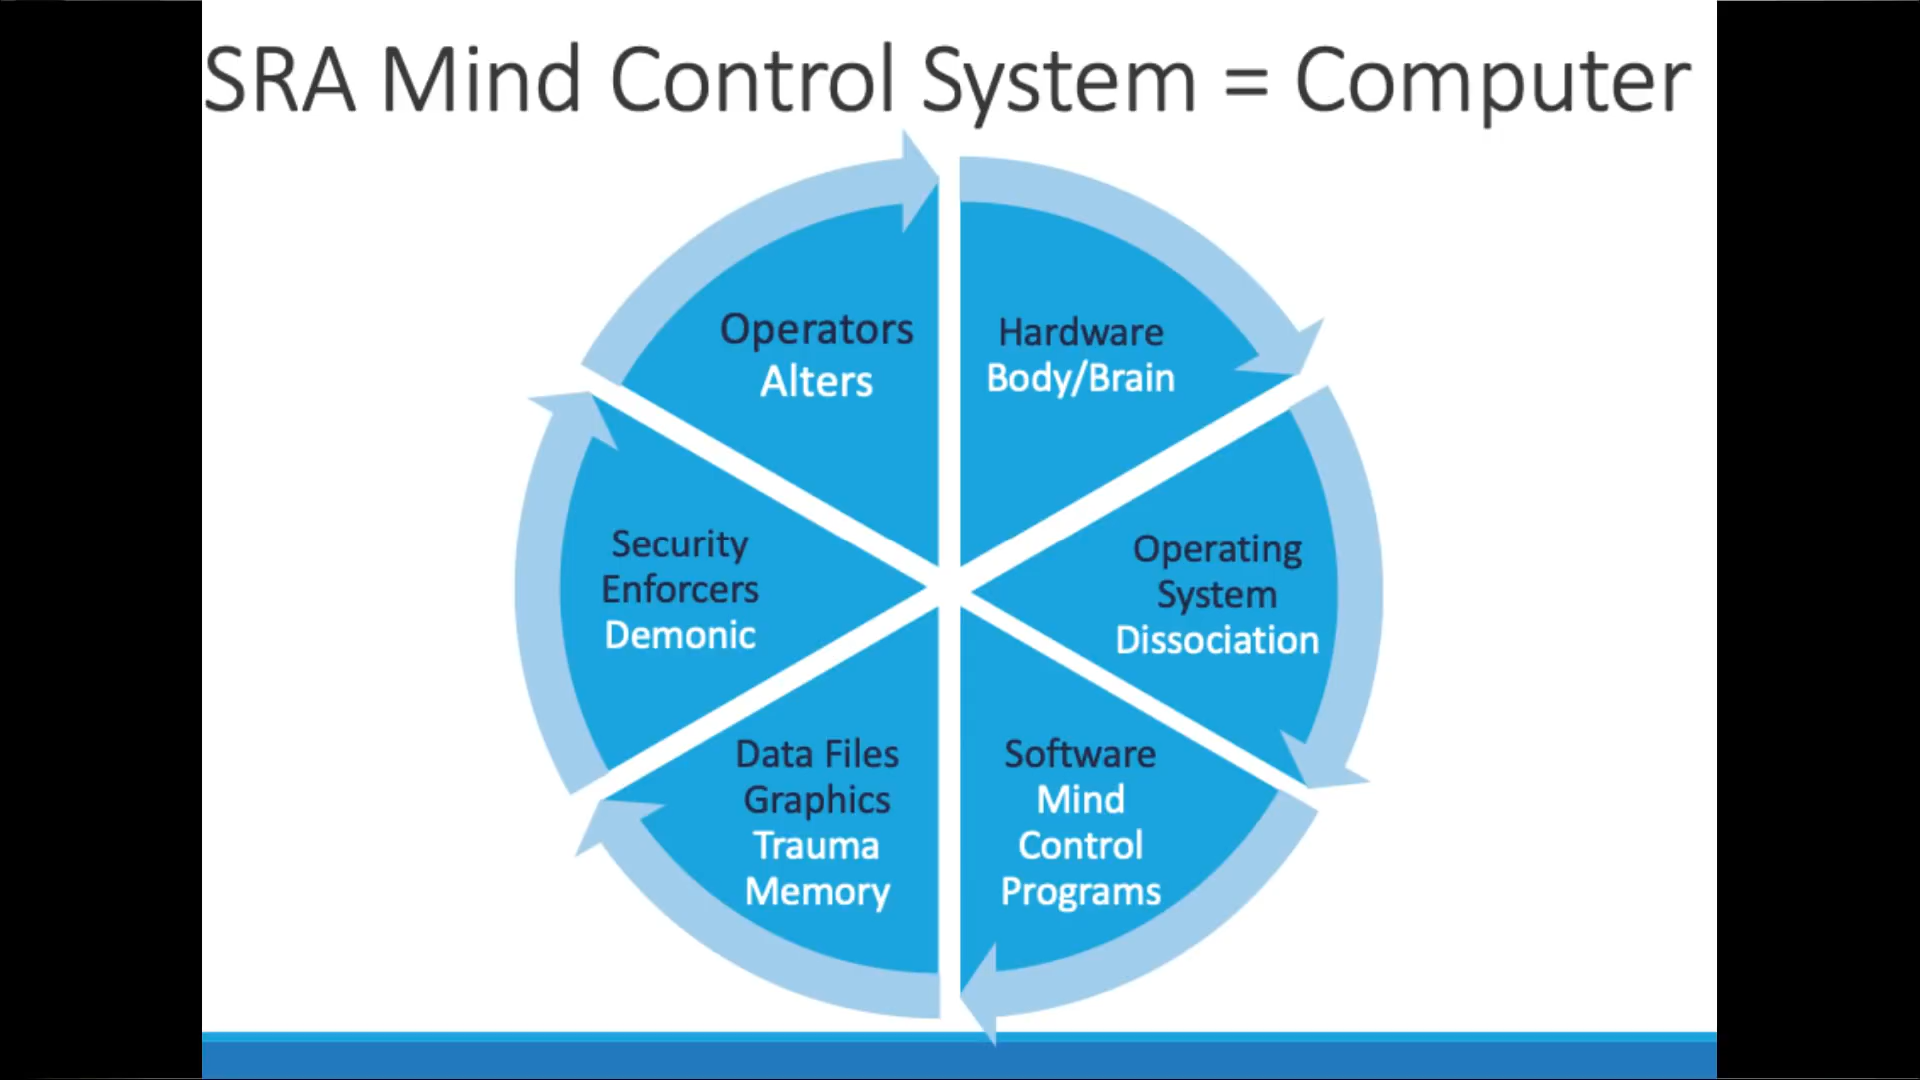 SRA Mind Control System = Computer
Operators
Alters
Hardware
Body/Brain
Operating
System
Dissociation
Software
Mind
Control
Programs
Data Files
Graphics
Trauma
Memory
Security
Enforcers
Demonic